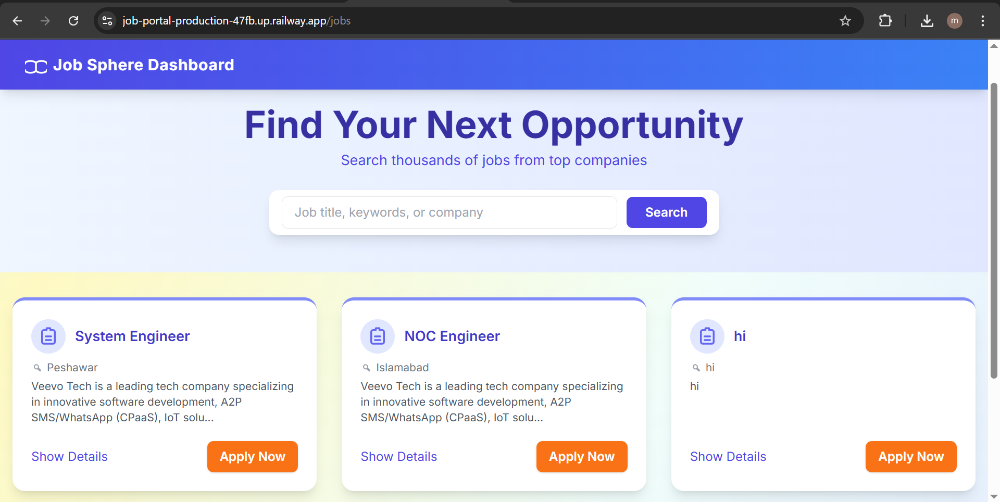 job-portal-production-47fb.up.railway.app/jobs
m
Job Sphere Dashboard
Find Your Next Opportunity
Search thousands of jobs from top companies
Job title, keywords, or company
Search
System Engineer
Peshawar
Veevo Tech is a leading tech company specializing
in innovative software development, A2P
SMS/WhatsApp (CPaaS), IoT solu...
Show Details
Apply Now
NOC Engineer
Islamabad
Veevo Tech is a leading tech company specializing
in innovative software development, A2P
SMS/WhatsApp (CPaaS), IoT solu...
Show Details
Apply Now
hi
hi
hi
Show Details
Apply Now